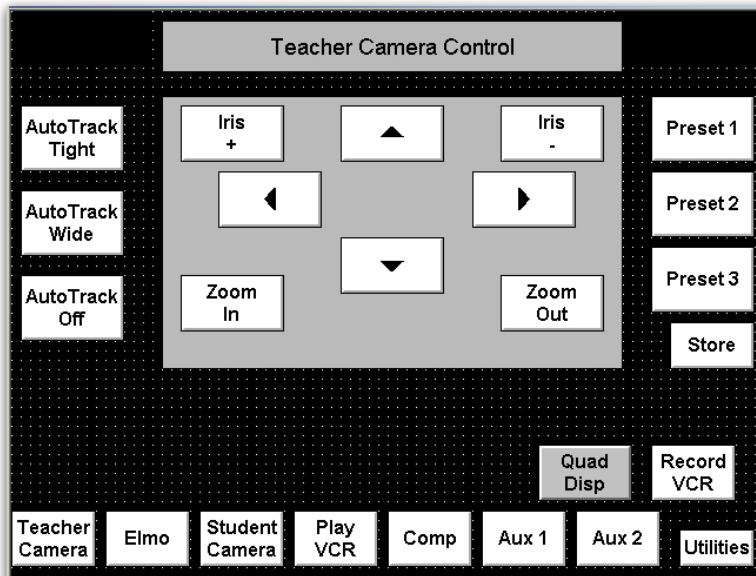 Teacher Camera Control
AutoTrack
Tight
AutoTrack
Wide
AutoTrack
Off
Iris
+
Iris
-
Zoom
In
Zoom
Out
Preset 1
Preset 2
Preset 3
Store
Quad
Disp
Record
VCR
Teacher
Camera
Elmo
Student
Camera
Play
VCR
Comp
Aux 1
Aux 2
Utilities